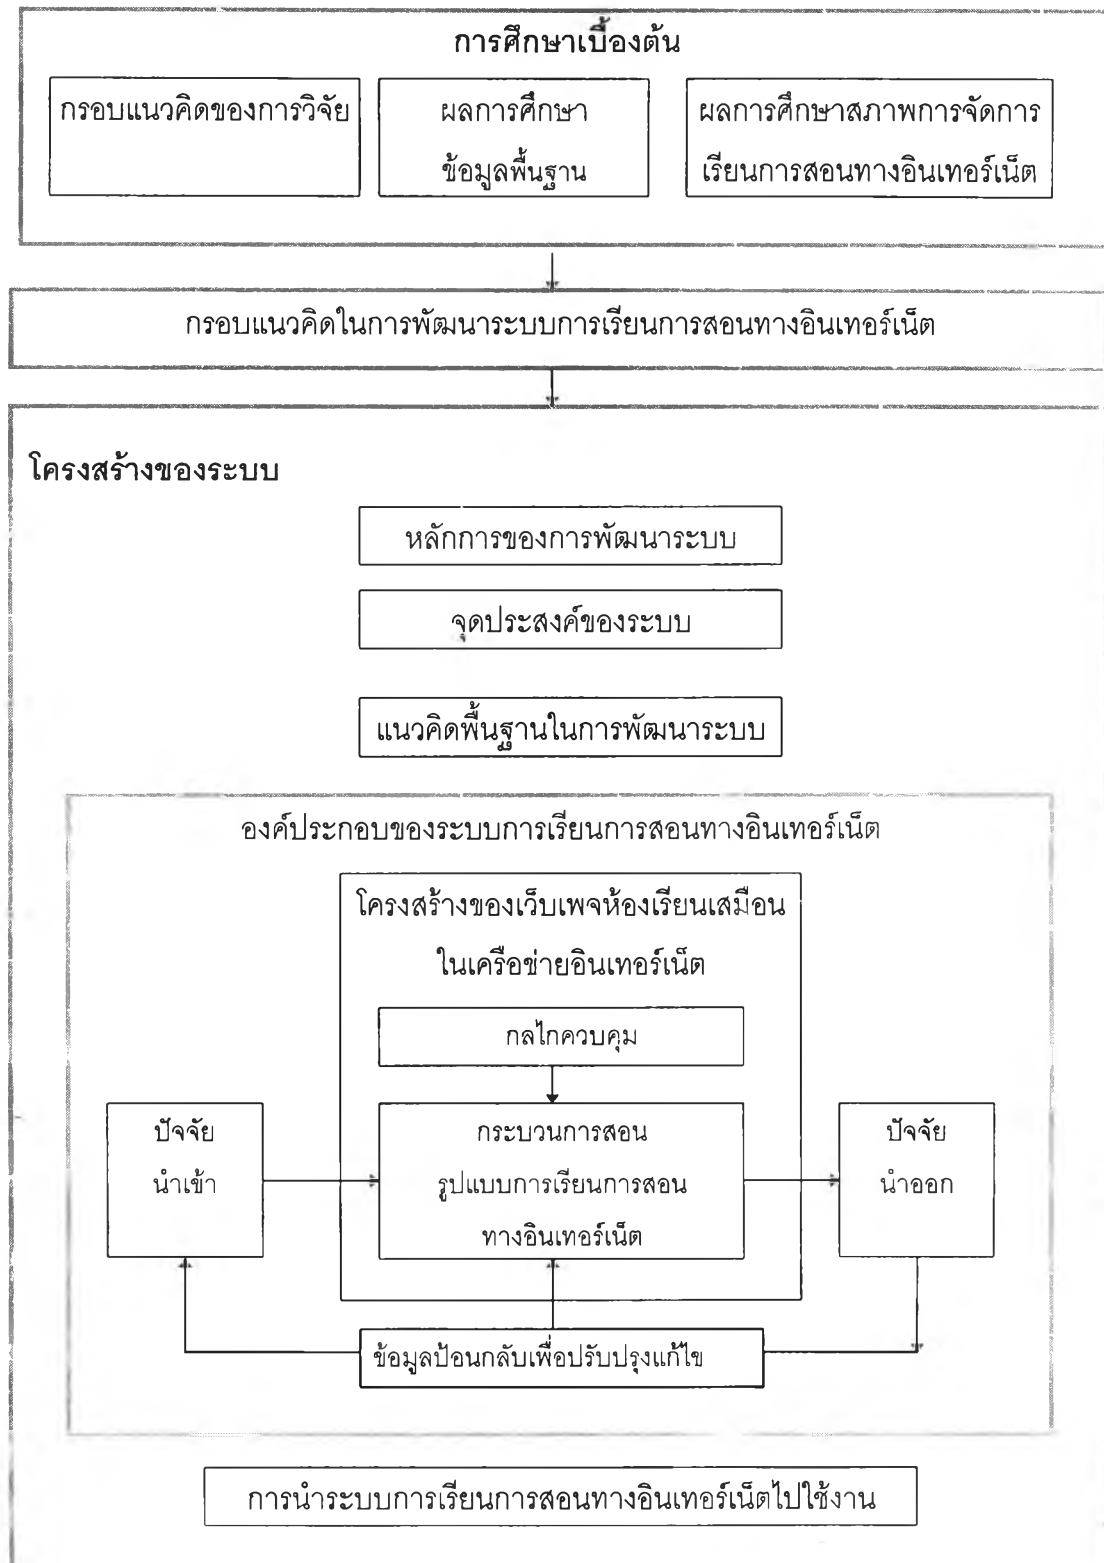 การศึกษาเบื้องต้น
กรอบแนวคิดของการวิจัย
ผลการศึกษา
ข้อมูลพื้นฐาน
ผลการศึกษาสภาพการจัดการ
เรียนการสอนทางอินเทอร์เน็ต
กรอบแนวคิดในการพัฒนาระบบการเรียนการสอนทางอินเทอร์เน็ต
โครงสร้างของระบบ
หลักการของการพัฒนาระบบ
จุดประสงค์ของระบบ
แนวคิดพื้นฐานในการพัฒนาระบบ
องค์ประกอบของระบบการเรียนการสอนทางอินเทอร์เน็ต
โครงสร้างของเว็บเพจห้องเรียนเสมือน
ในเครือข่ายอินเทอร์เน็ต
กลไกควบคุม
ปัจจัย
นำเข้า
กระบวนการสอน
รูปแบบการเรียนการสอน
ทางอินเทอร์เน็ต
ปัจจัย
นำออก
ข้อมูลป้อนกลับเพื่อปรับปรุงแก้ไข
การนำระบบการเรียนการสอนทางอินเทอร์เน็ตไปใช้งาน